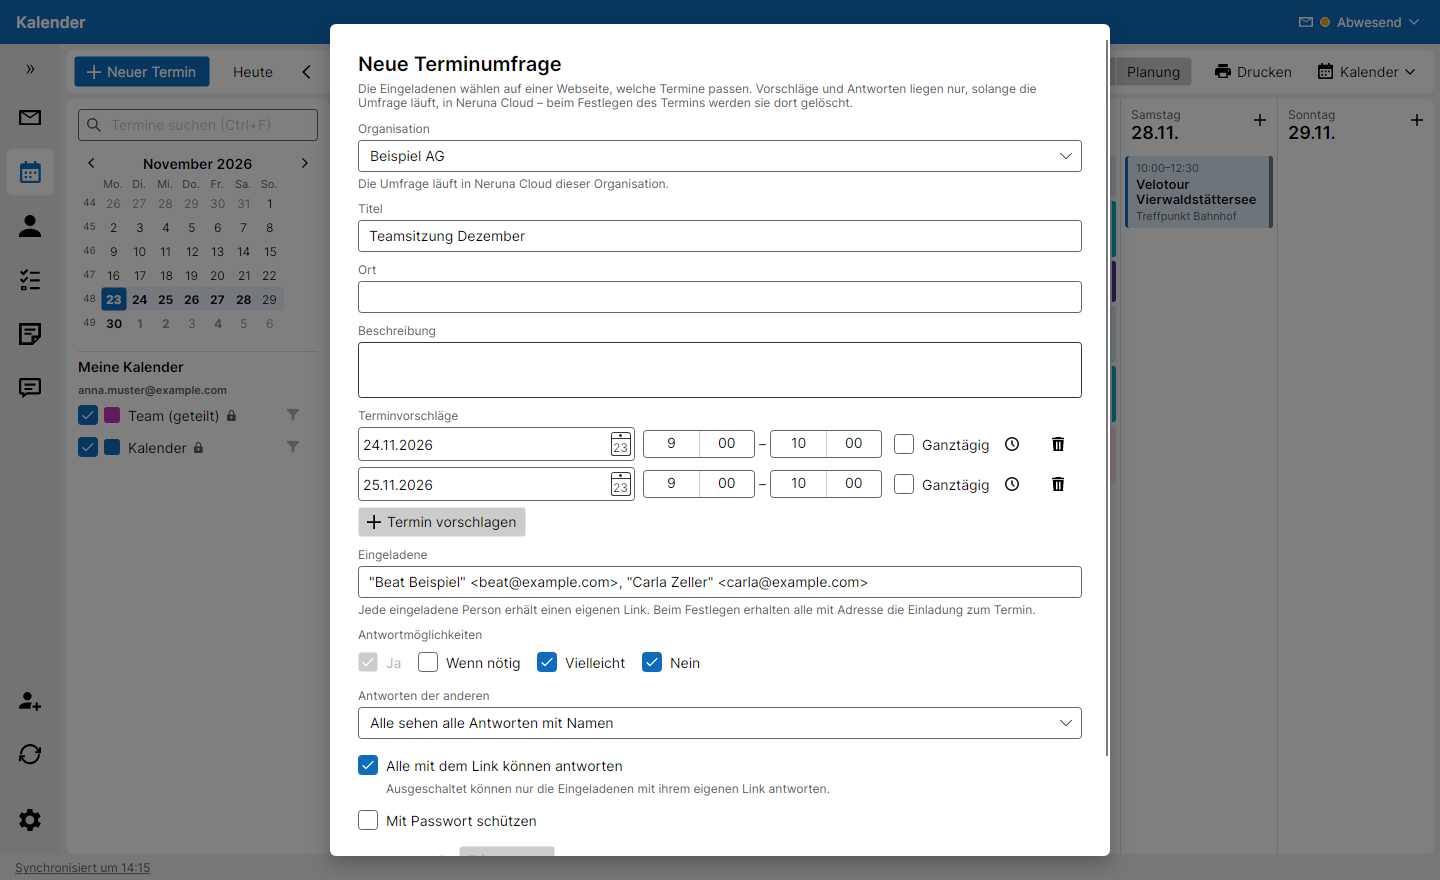 Kalender
Abwesend
Neuer Termin
Heute
Planung
Drucken
Kalender
Termine suchen (Ctrl+F)
November 2026
Mo. Di. Mi. Do. Fr. Sa. So.
44 26 27 28 29 30 31 1
45 2 3 4 5 6 7 8
46 9 10 11 12 13 14 15
47 16 17 18 19 20 21 22
48 23 24 25 26 27 28 29
49 30 1 2 3 4 5 6
Meine Kalender
anna.muster@example.com
Team (geteilt)
Kalender
Synchronisiert um 14:15
Samstag
28.11.
Sonntag
29.11.
10:00–12:30
Velotour
Vierwaldstättersee
Treffpunkt Bahnhof
Neue Terminumfrage
Die Eingeladenen wählen auf einer Webseite, welche Termine passen. Vorschläge und Antworten liegen nur, solange die
Umfrage läuft, in Neruna Cloud – beim Festlegen des Termins werden sie dort gelöscht.
Organisation
Beispiel AG
Die Umfrage läuft in Neruna Cloud dieser Organisation.
Titel
Teamsitzung Dezember
Ort
Beschreibung
Terminvorschläge
24.11.2026 23 9 00 – 10 00 Ganztägig
25.11.2026 23 9 00 – 10 00 Ganztägig
Termin vorschlagen
Eingeladene
"Beat Beispiel" <beat@example.com>, "Carla Zeller" <carla@example.com>
Jede eingeladene Person erhält einen eigenen Link. Beim Festlegen erhalten alle mit Adresse die Einladung zum Termin.
Antwortmöglichkeiten
Ja Wenn nötig Vielleicht Nein
Antworten der anderen
Alle sehen alle Antworten mit Namen
Alle mit dem Link können antworten
Ausgeschaltet können nur die Eingeladenen mit ihrem eigenen Link antworten.
Mit Passwort schützen